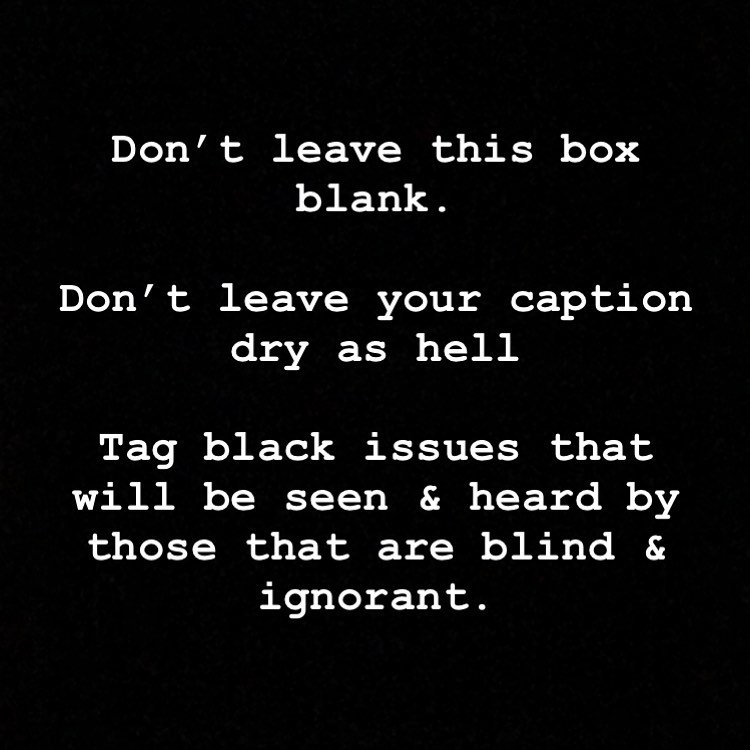 Don’t leave this box
blank.
Don’t leave your caption
dry as hell
Tag black issues that
will be seen & heard by
those that are blind &
ignorant.